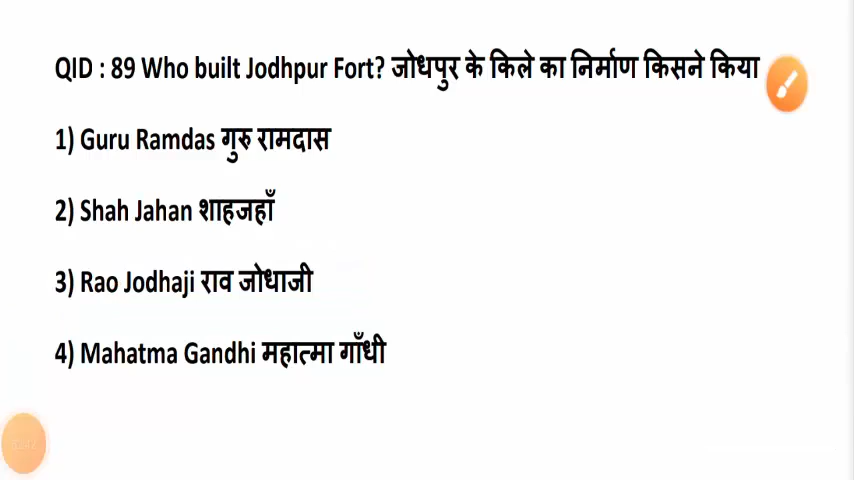 QID : 89 Who built Jodhpur Fort? जोधपुर के किले का निर्माण किसने किया
1) Guru Ramdas गुरु रामदास
2) Shah Jahan शाहजहाँ
3) Rao Jodhaji राव जोधाजी
4) Mahatma Gandhi महात्मा गाँधी